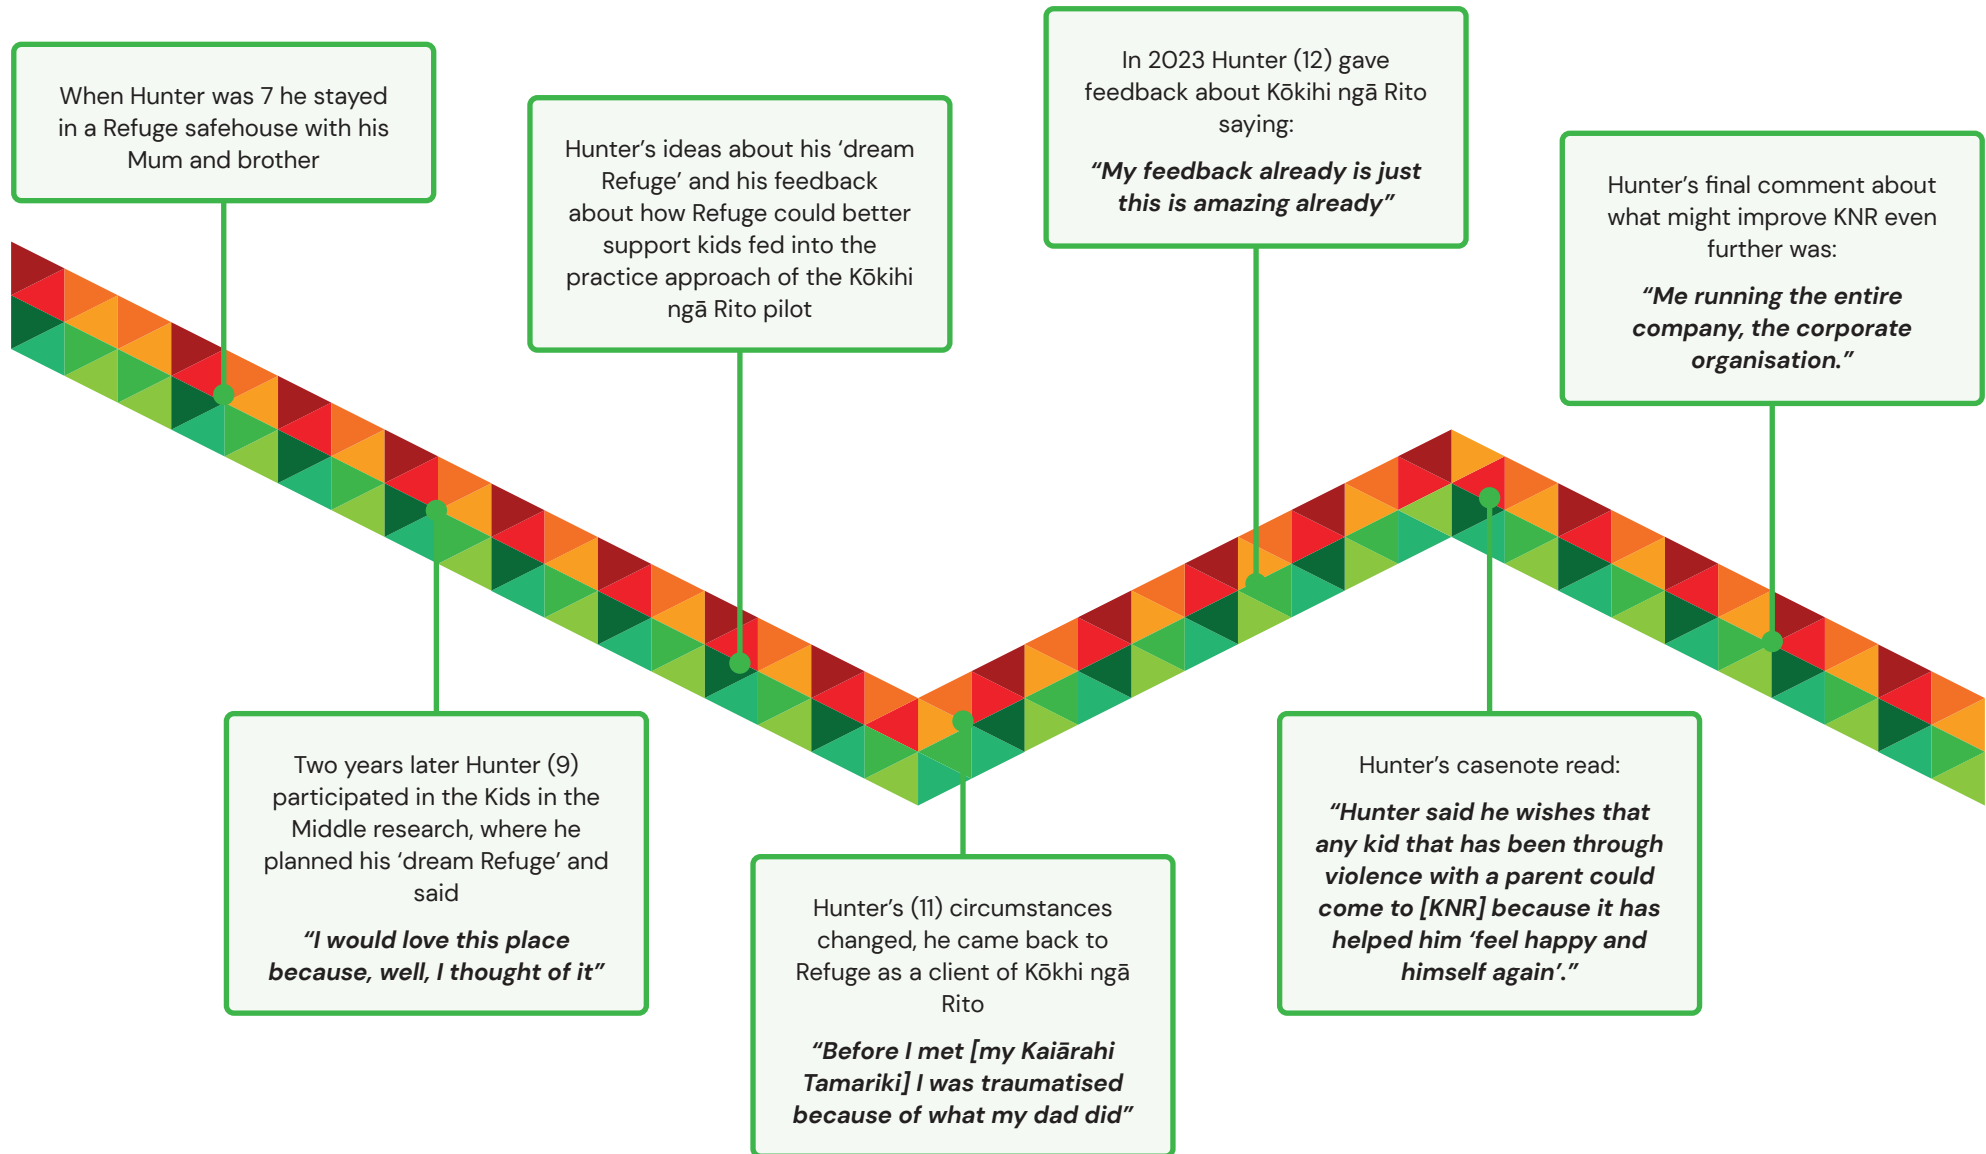 When Hunter was 7 he stayed
in a Refuge safehouse with his
Mum and brother
Two years later Hunter (9)
participated in the Kids in the
Middle research, where he
planned his ‘dream Refuge’ and
said
“I would love this place
because, well, I thought of it”
Hunter’s ideas about his ‘dream
Refuge’ and his feedback
about how Refuge could better
support kids fed into the
practice approach of the Kōkihi
ngā Rito pilot
Hunter’s (11) circumstances
changed, he came back to
Refuge as a client of Kōkhi ngā
Rito
“Before I met [my Kaiārahi
Tamariki] I was traumatised
because of what my dad did”
In 2023 Hunter (12) gave
feedback about Kōkihi ngā Rito
saying:
“My feedback already is just
this is amazing already”
Hunter’s casenote read:
“Hunter said he wishes that
any kid that has been through
violence with a parent could
come to [KNR] because it has
helped him ‘feel happy and
himself again’.”
Hunter’s final comment about
what might improve KNR even
further was:
“Me running the entire
company, the corporate
organisation.”